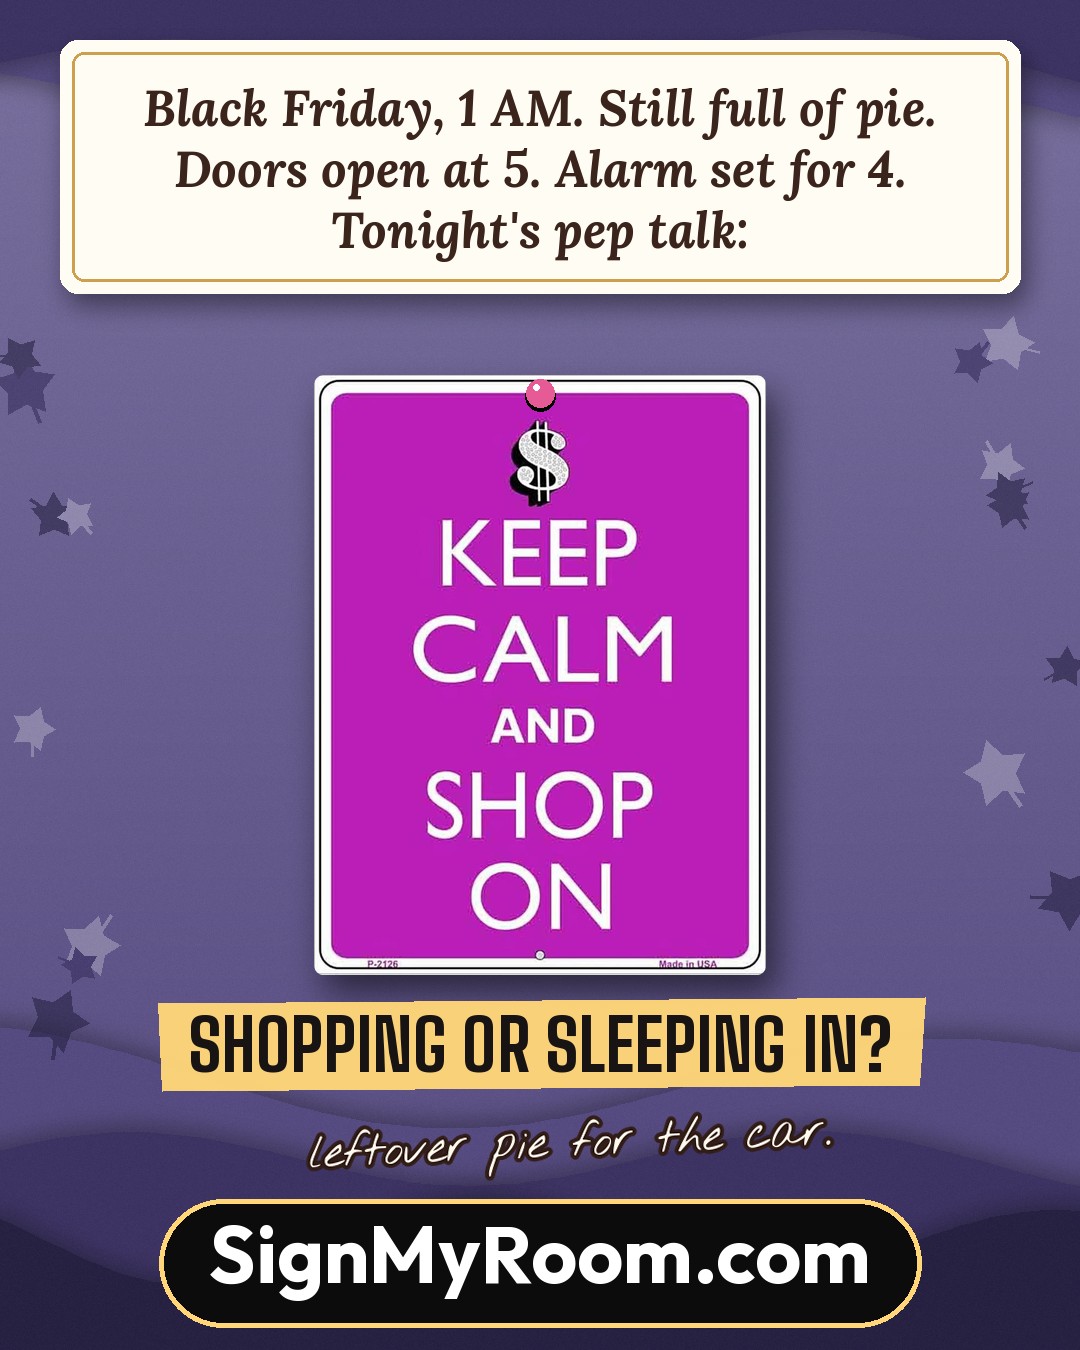 Black Friday, 1 AM. Still full of pie.
Doors open at 5. Alarm set for 4.
Tonight's pep talk:
$
KEEP
CALM
AND
SHOP
ON
P-2126 Made in USA
SHOPPING OR SLEEPING IN?
leftover pie for the car.
SignMyRoom.com